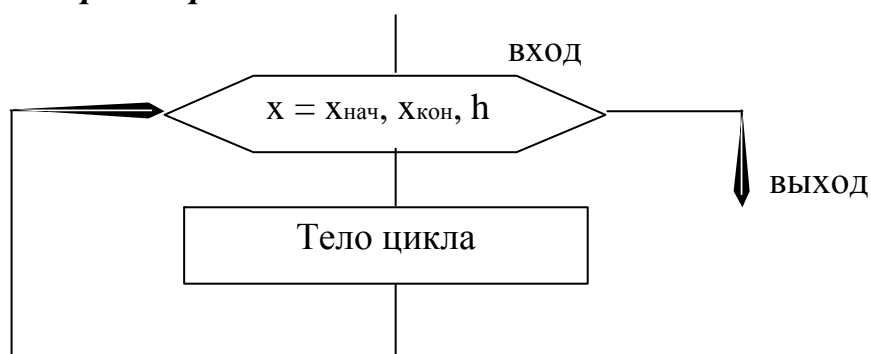 вход
x = xнач, xкон, h
выход
Тело цикла